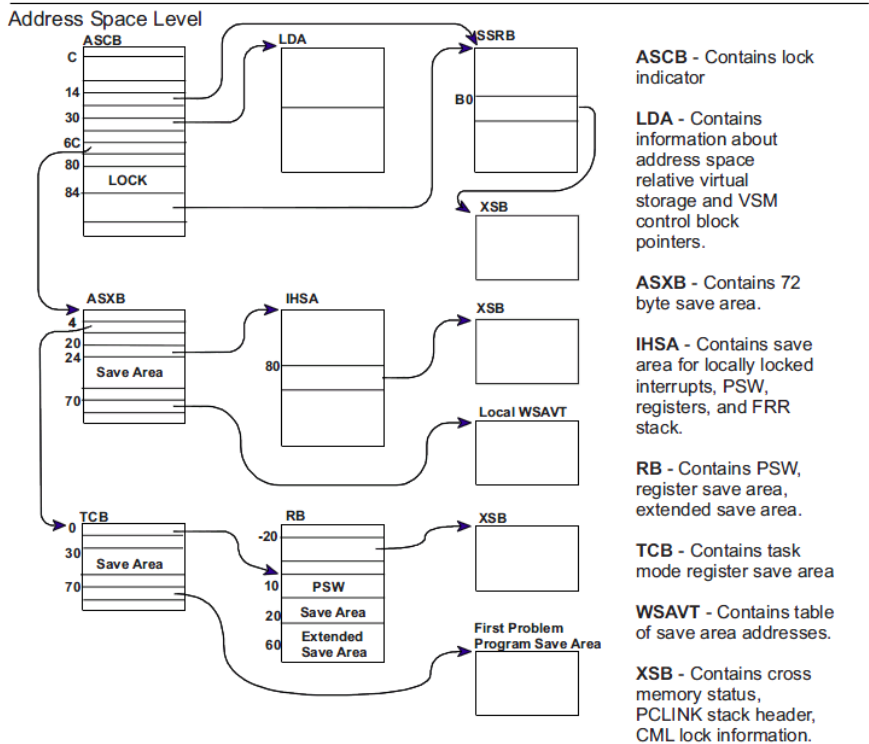 Address Space Level
ASCB
C
14
30
6C
80
LOCK
84
LDA
SSRB
B0
XSB
ASXB
4
20
24
Save Area
70
IHSA
80
XSB
Local WSAVT
TCB
0
30
Save Area
70
RB
-20
10
PSW
20
Save Area
60
Extended
Save Area
XSB
First Problem
Program Save Area
ASCB - Contains lock
indicator
LDA - Contains
information about
address space
relative virtual
storage and VSM
control block
pointers.
ASXB - Contains 72
byte save area.
IHSA - Contains save
area for locally locked
interrupts, PSW,
registers, and FRR
stack.
RB - Contains PSW,
register save area,
extended save area.
TCB - Contains task
mode register save area
WSAVT - Contains table
of save area addresses.
XSB - Contains cross
memory status,
PCLINK stack header,
CML lock information.